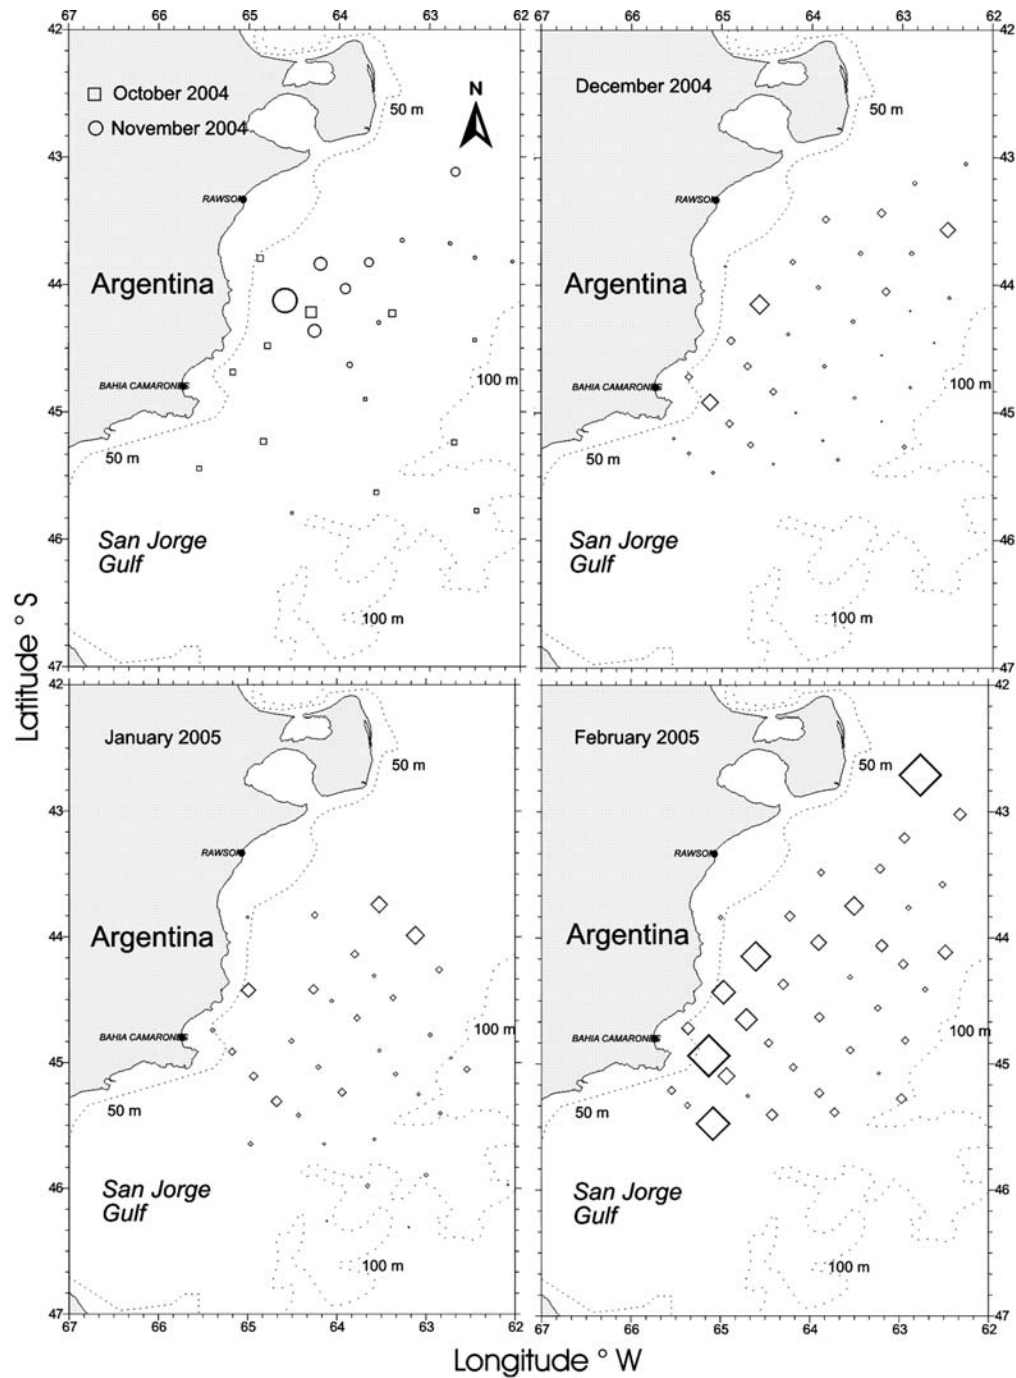 67 66 65 64 63 62
67 66 65 64 63 62
42
42
October 2004
November 2004
N
50 m
December 2004
50 m
43
43
RAWSON
RAWSON
44
44
Argentina
Argentina
BAHIA CAMARONES
100 m
BAHIA CAMARONES
100 m
45
45
50 m
50 m
San Jorge
Gulf
San Jorge
Gulf
46
46
100 m
100 m
47
47
Latitude ° S
42
42
January 2005
50 m
February 2005
50 m
43
43
RAWSON
RAWSON
44
44
Argentina
Argentina
BAHIA CAMARONES
100 m
BAHIA CAMARONES
100 m
45
45
50 m
50 m
San Jorge
Gulf
San Jorge
Gulf
46
46
100 m
100 m
47
47
67 66 65 64 63 62
67 66 65 64 63 62
Longitude ° W